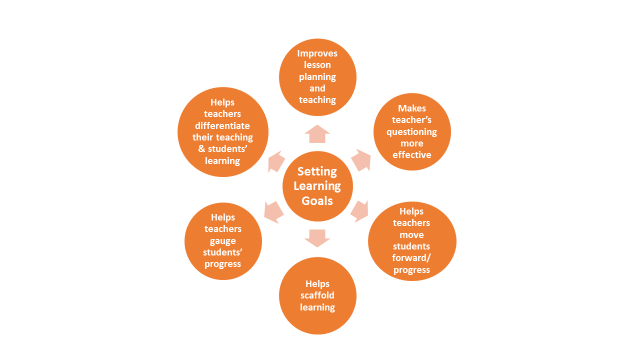 Improves
lesson
planning
and
teaching
Makes
teacher's
questioning
more
effective
Helps
teachers
move
students
forward/
progress
Helps
scaffold
learning
Helps
teachers
gauge
students'
progress
Helps
teachers
differentiate
their teaching
& students'
learning
Setting
Learning
Goals